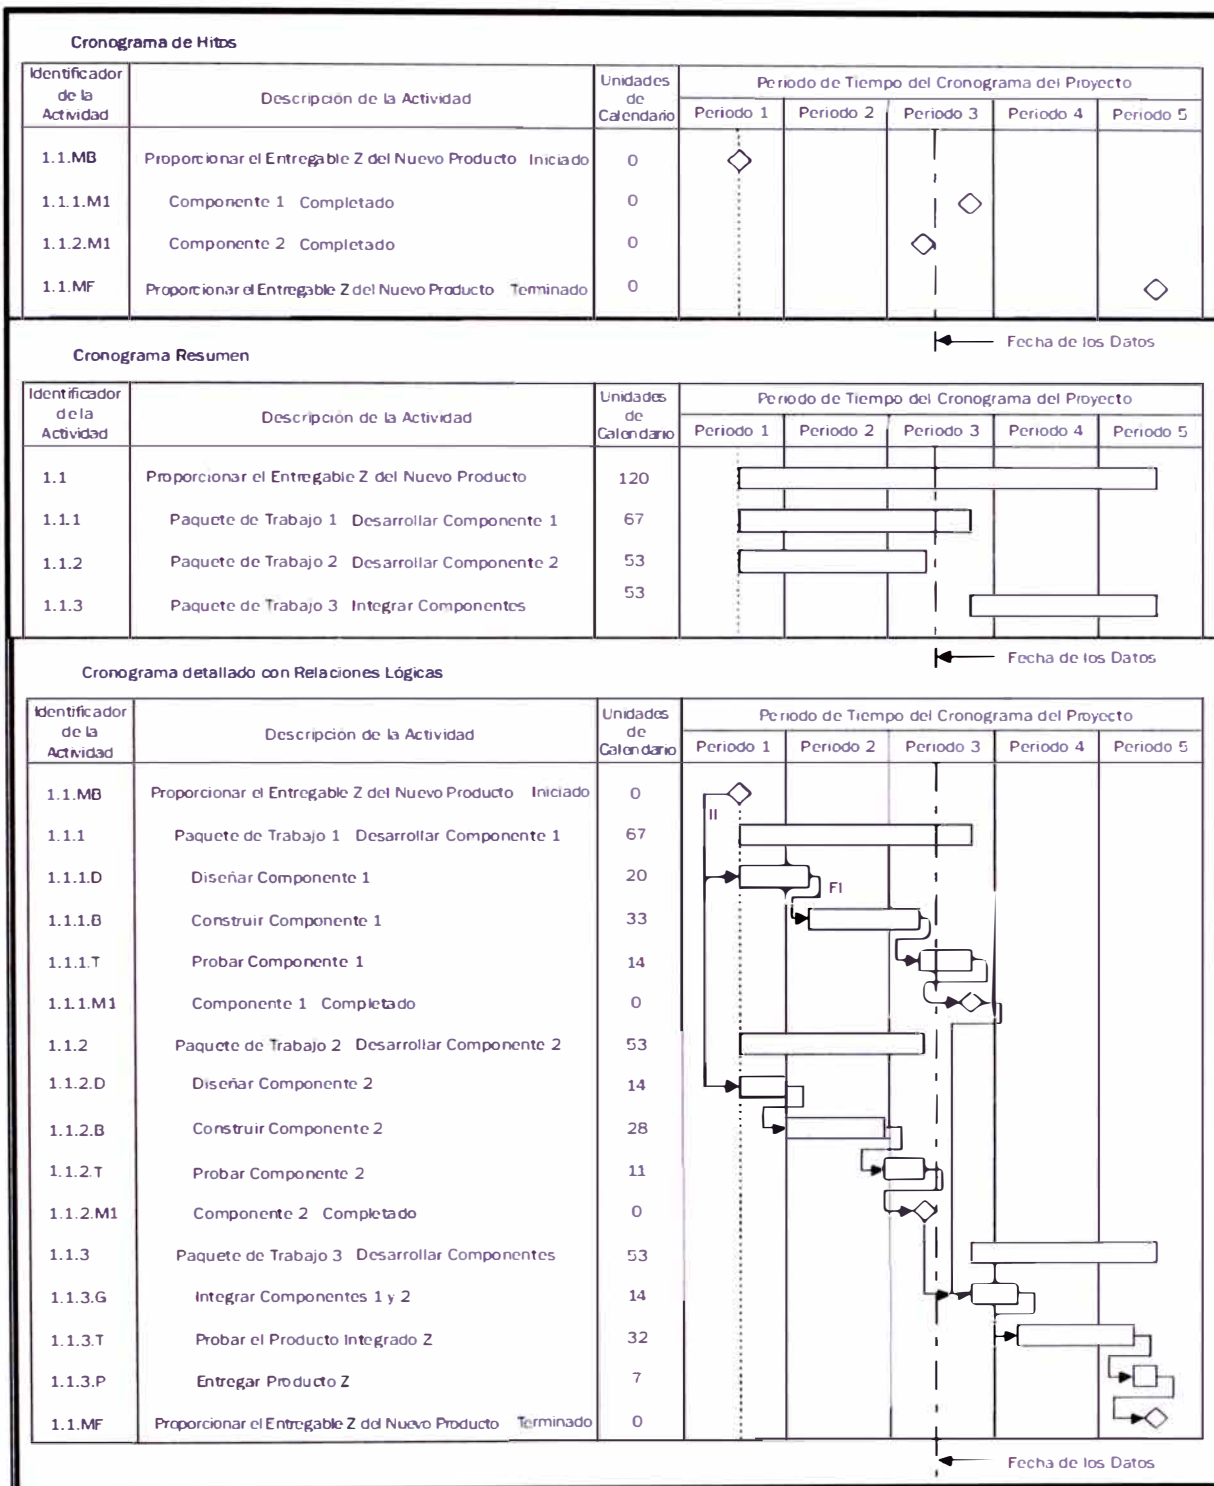 Cronograma de Hitos
Identificador de la Actividad | Descripción de la Actividad | Unidades de Calendario | Periodo de Tiempo del Cronograma del Proyecto
Periodo 1 | Periodo 2 | Periodo 3 | Periodo 4 | Periodo 5
1.1.MB Proporcionar el Entregable Z del Nuevo Producto Iniciado 0
1.1.1.M1 Componente 1 Completado 0
1.1.2.M1 Componente 2 Completado 0
1.1.MF Proporcionar el Entregable Z del Nuevo Producto Terminado 0
Fecha de los Datos
Cronograma Resumen
Identificador de la Actividad | Descripción de la Actividad | Unidades de Calendario | Periodo de Tiempo del Cronograma del Proyecto
Periodo 1 | Periodo 2 | Periodo 3 | Periodo 4 | Periodo 5
1.1 Proporcionar el Entregable Z del Nuevo Producto 120
1.1.1 Paquete de Trabajo 1 Desarrollar Componente 1 67
1.1.2 Paquete de Trabajo 2 Desarrollar Componente 2 53
1.1.3 Paquete de Trabajo 3 Integrar Componentes 53
Fecha de los Datos
Cronograma detallado con Relaciones Lógicas
Identificador de la Actividad | Descripción de la Actividad | Unidades de Calendario | Periodo de Tiempo del Cronograma del Proyecto
Periodo 1 | Periodo 2 | Periodo 3 | Periodo 4 | Periodo 5
1.1.MB Proporcionar el Entregable Z del Nuevo Producto Iniciado 0
II
1.1.1 Paquete de Trabajo 1 Desarrollar Componente 1 67
1.1.1.D Diseñar Componente 1 20
FI
1.1.1.B Construir Componente 1 33
1.1.1.T Probar Componente 1 14
1.1.1.M1 Componente 1 Completado 0
1.1.2 Paquete de Trabajo 2 Desarrollar Componente 2 53
1.1.2.D Diseñar Componente 2 14
1.1.2.B Construir Componente 2 28
1.1.2.T Probar Componente 2 11
1.1.2.M1 Componente 2 Completado 0
1.1.3 Paquete de Trabajo 3 Desarrollar Componentes 53
1.1.3.G Integrar Componentes 1 y 2 14
1.1.3.T Probar el Producto Integrado Z 32
1.1.3.P Entregar Producto Z 7
1.1.MF Proporcionar el Entregable Z del Nuevo Producto Terminado 0
Fecha de los Datos